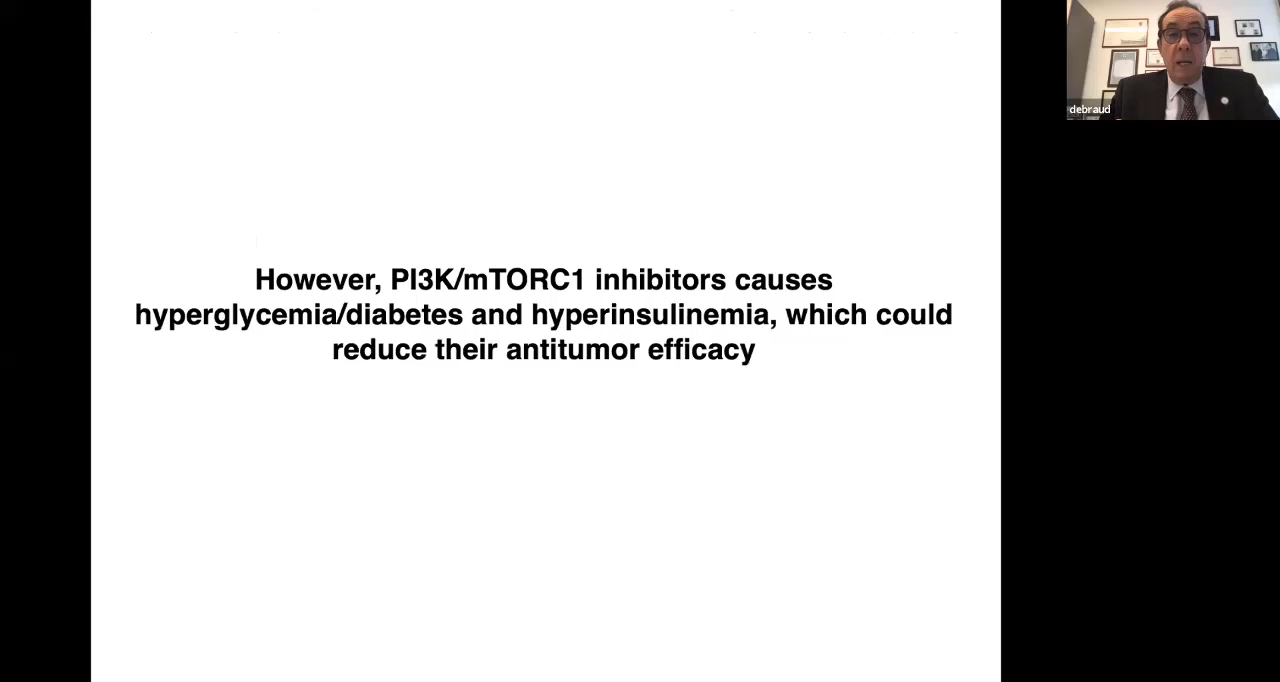 However, PI3K/mTORC1 inhibitors causes
hyperglycemia/diabetes and hyperinsulinemia, which could
reduce their antitumor efficacy
debraud